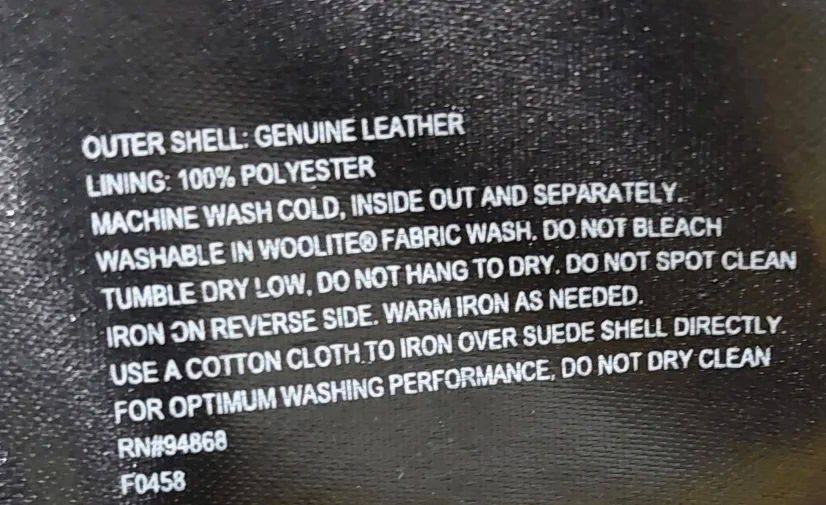 OUTER SHELL: GENUINE LEATHER
LINING: 100% POLYESTER
MACHINE WASH COLD, INSIDE OUT AND SEPARATELY.
WASHABLE IN WOOLITE® FABRIC WASH. DO NOT BLEACH
TUMBLE DRY LOW. DO NOT HANG TO DRY. DO NOT SPOT CLEAN
IRON ON REVERSE SIDE. WARM IRON AS NEEDED.
USE A COTTON CLOTH TO IRON OVER SUEDE SHELL DIRECTLY
FOR OPTIMUM WASHING PERFORMANCE, DO NOT DRY CLEAN
RN#94868
F0458